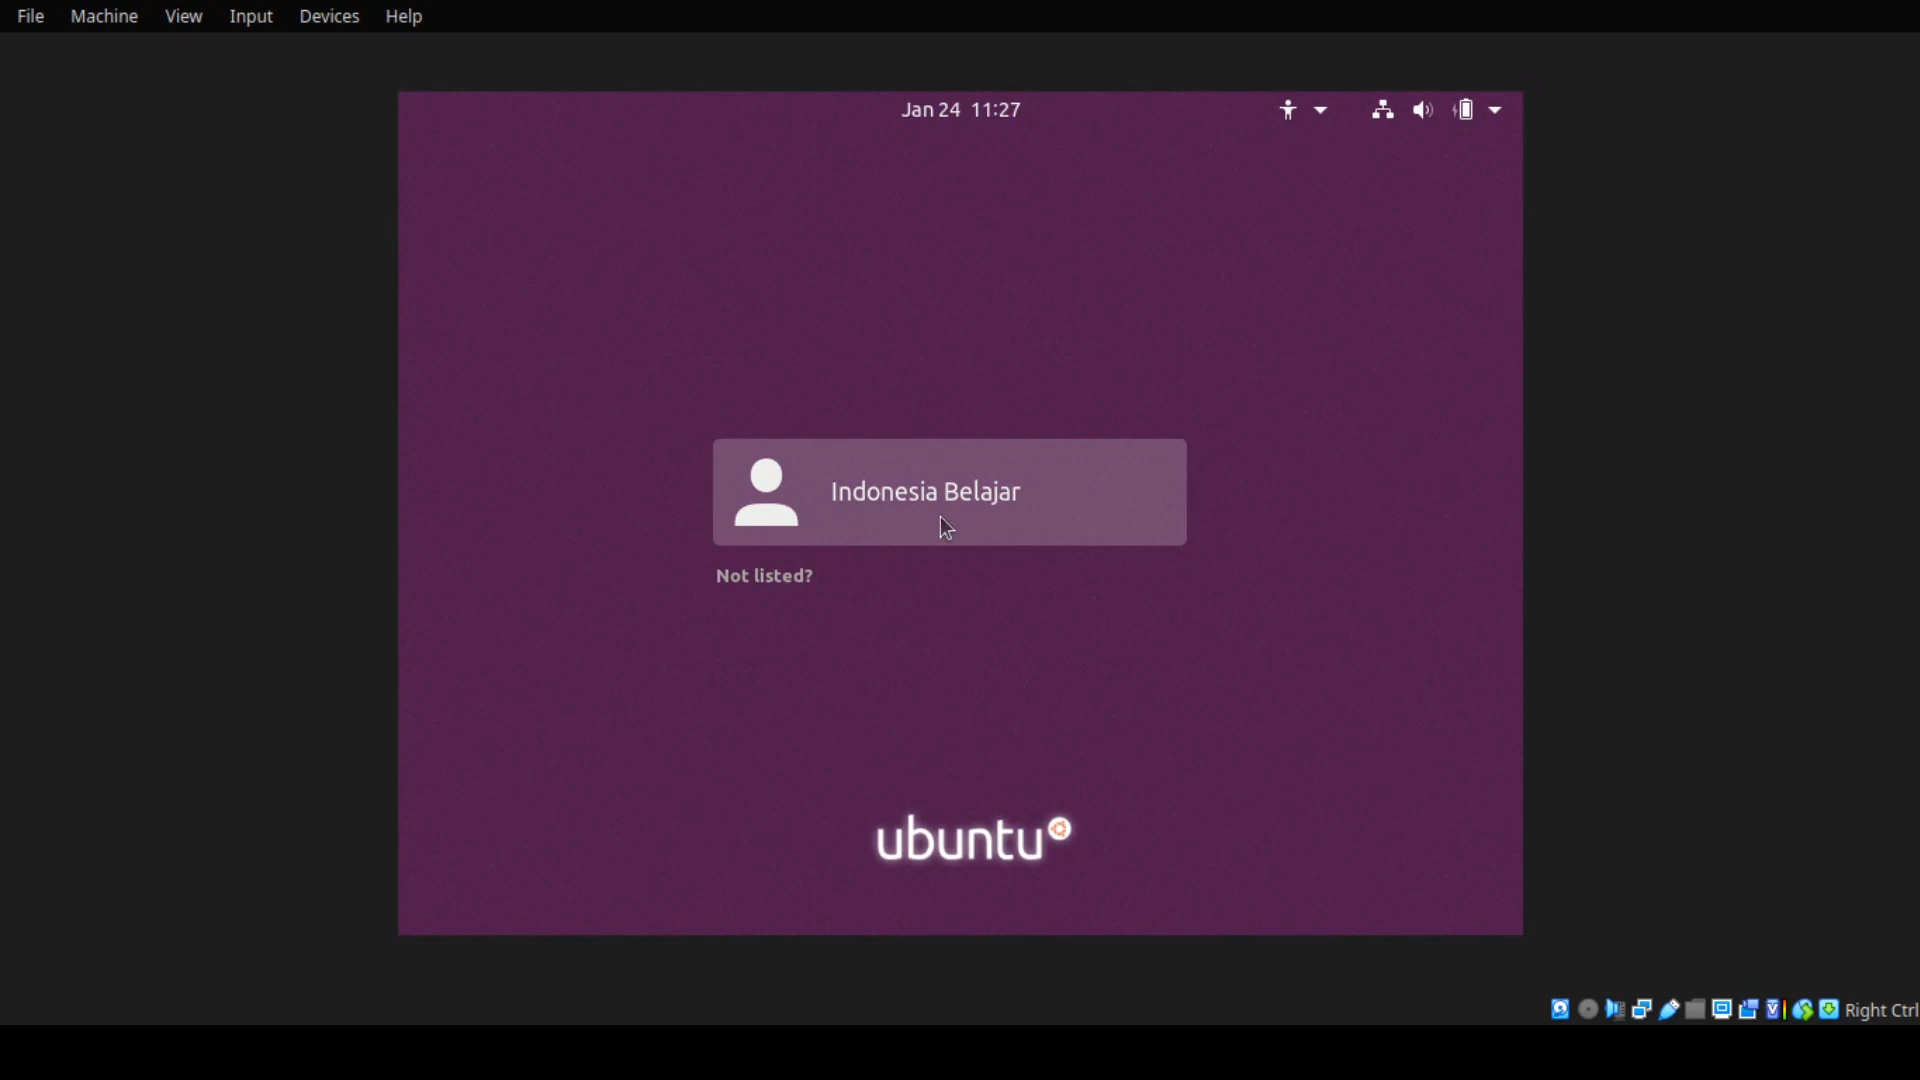 File Machine View Input Devices Help
Jan 24 11:27
Indonesia Belajar
Not listed?
ubuntu
Right Ctrl